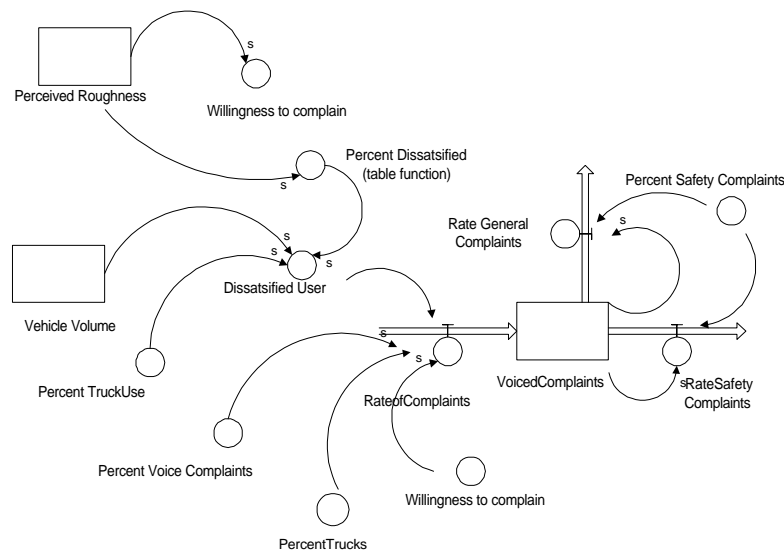 s
Perceived Roughness
Willingness to complain
Percent Dissatsified
(table function)
s
Percent Safety Complaints
Rate General
Complaints
s
s
s
s
Dissatsified User
Vehicle Volume
s
s
Percent TruckUse
RateofComplaints
VoicedComplaints
sRateSafety
Complaints
Percent Voice Complaints
Willingness to complain
PercentTrucks